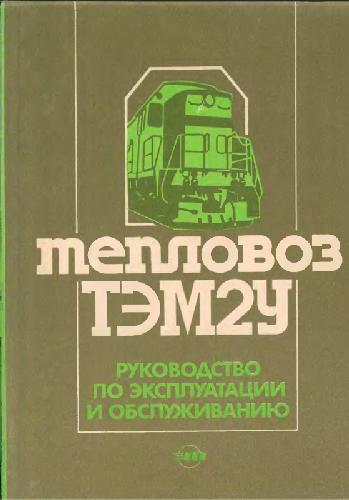 тепловоз
ТЭМ2У
РУКОВОДСТВО
ПО ЭКСПЛУАТАЦИИ
И ОБСЛУЖИВАНИЮ